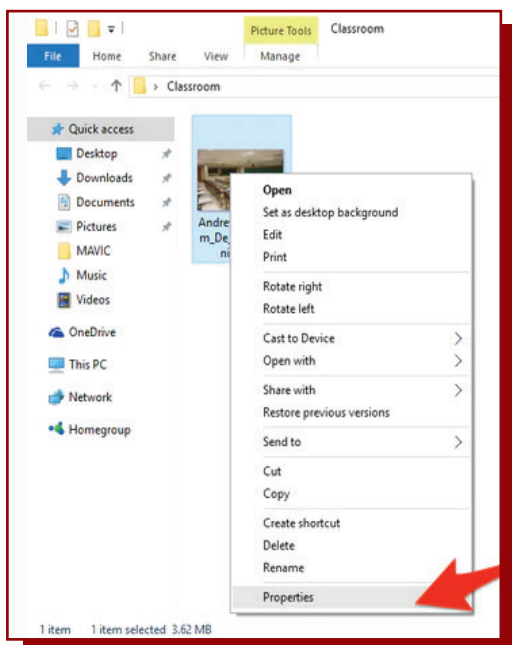 Picture Tools Classroom
File Home Share View Manage
Classroom
Quick access
Desktop
Downloads
Documents
Pictures
MAVIC
Music
Videos
OneDrive
This PC
Network
Homegroup
Andre
m_De_
ni
Open
Set as desktop background
Edit
Print
Rotate right
Rotate left
Cast to Device
Open with
Share with
Restore previous versions
Send to
Cut
Copy
Create shortcut
Delete
Rename
Properties
1 item 1 item selected 3.62 MB